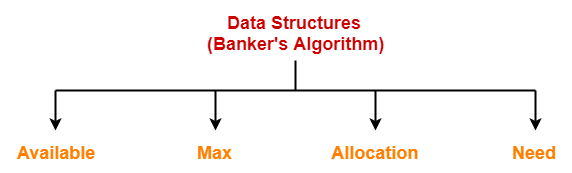 Data Structures
(Banker's Algorithm)
Available Max Allocation Need